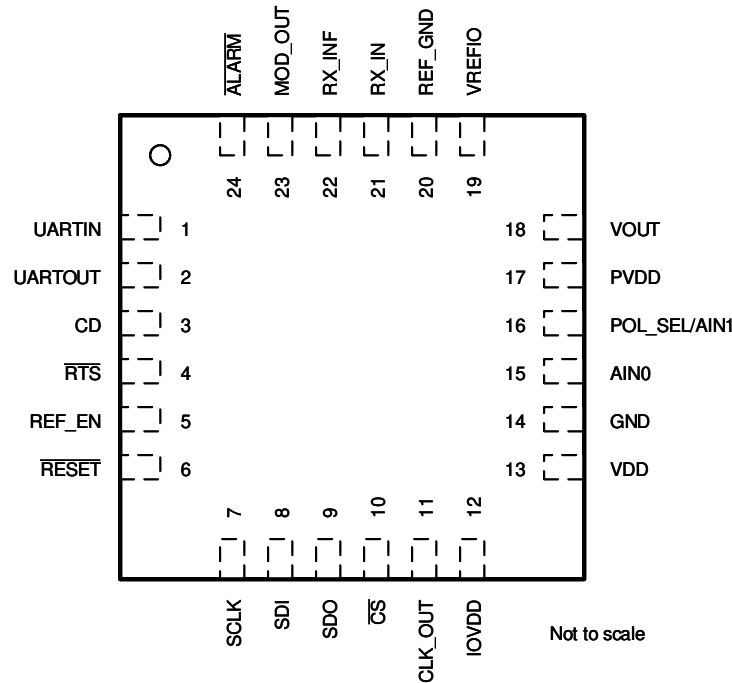 ALARM
MOD_OUT
RX_INF
RX_IN
REF_GND
VREFIO
24
23
22
21
20
19
UARTIN 1
18 VOUT
UARTOUT 2
17 PVDD
CD 3
16 POL_SEL/AIN1
RTS 4
15 AIN0
REF_EN 5
14 GND
RESET 6
13 VDD
7
8
9
10
11
12
SCLK
SDI
SDO
CS
CLK_OUT
IOVDD
Not to scale